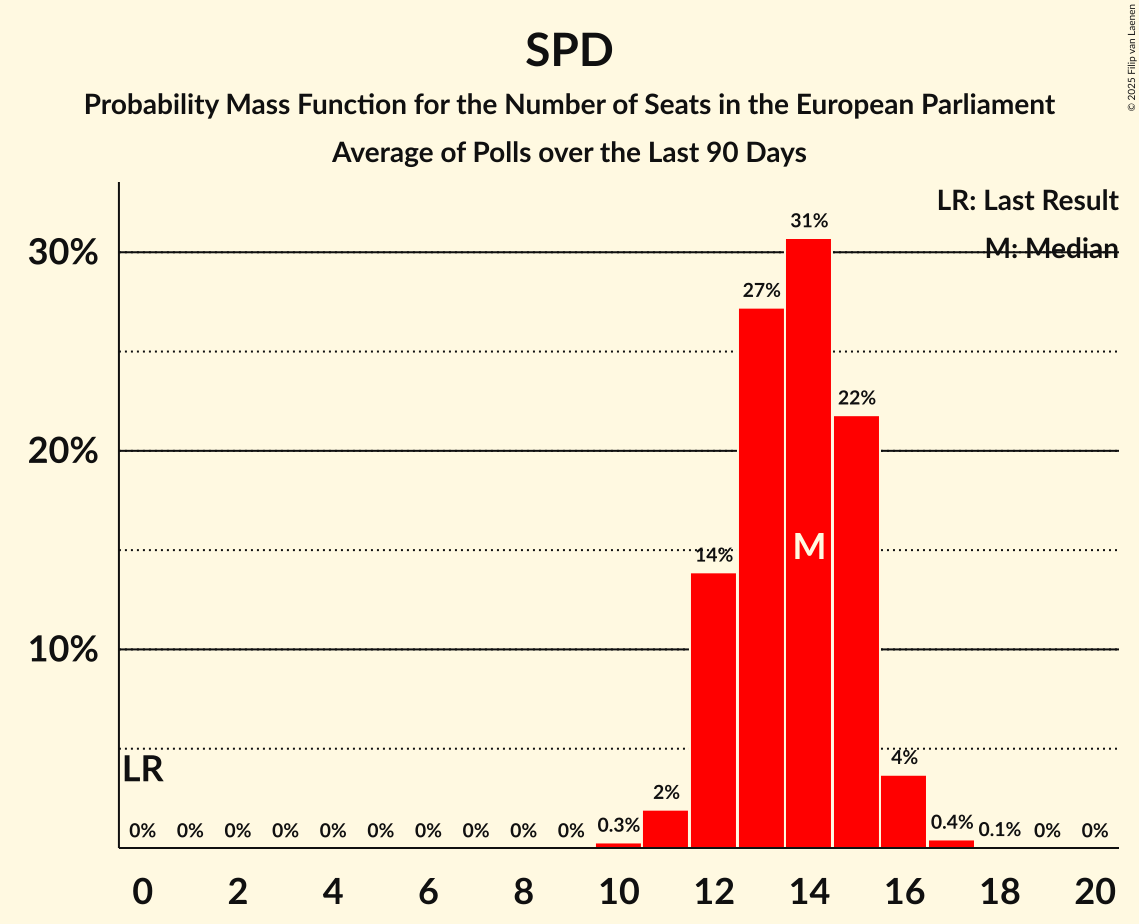 SPD
Probability Mass Function for the Number of Seats in the European Parliament
Average of Polls over the Last 90 Days
© 2025 Filip van Laenen
LR: Last Result
M: Median
30%
20%
10%
31%
27%
22%
14%
M
LR
4%
2%
0% 0% 0% 0% 0% 0% 0% 0% 0% 0% 0.3% 0.4% 0.1% 0% 0%
0 2 4 6 8 10 12 14 16 18 20